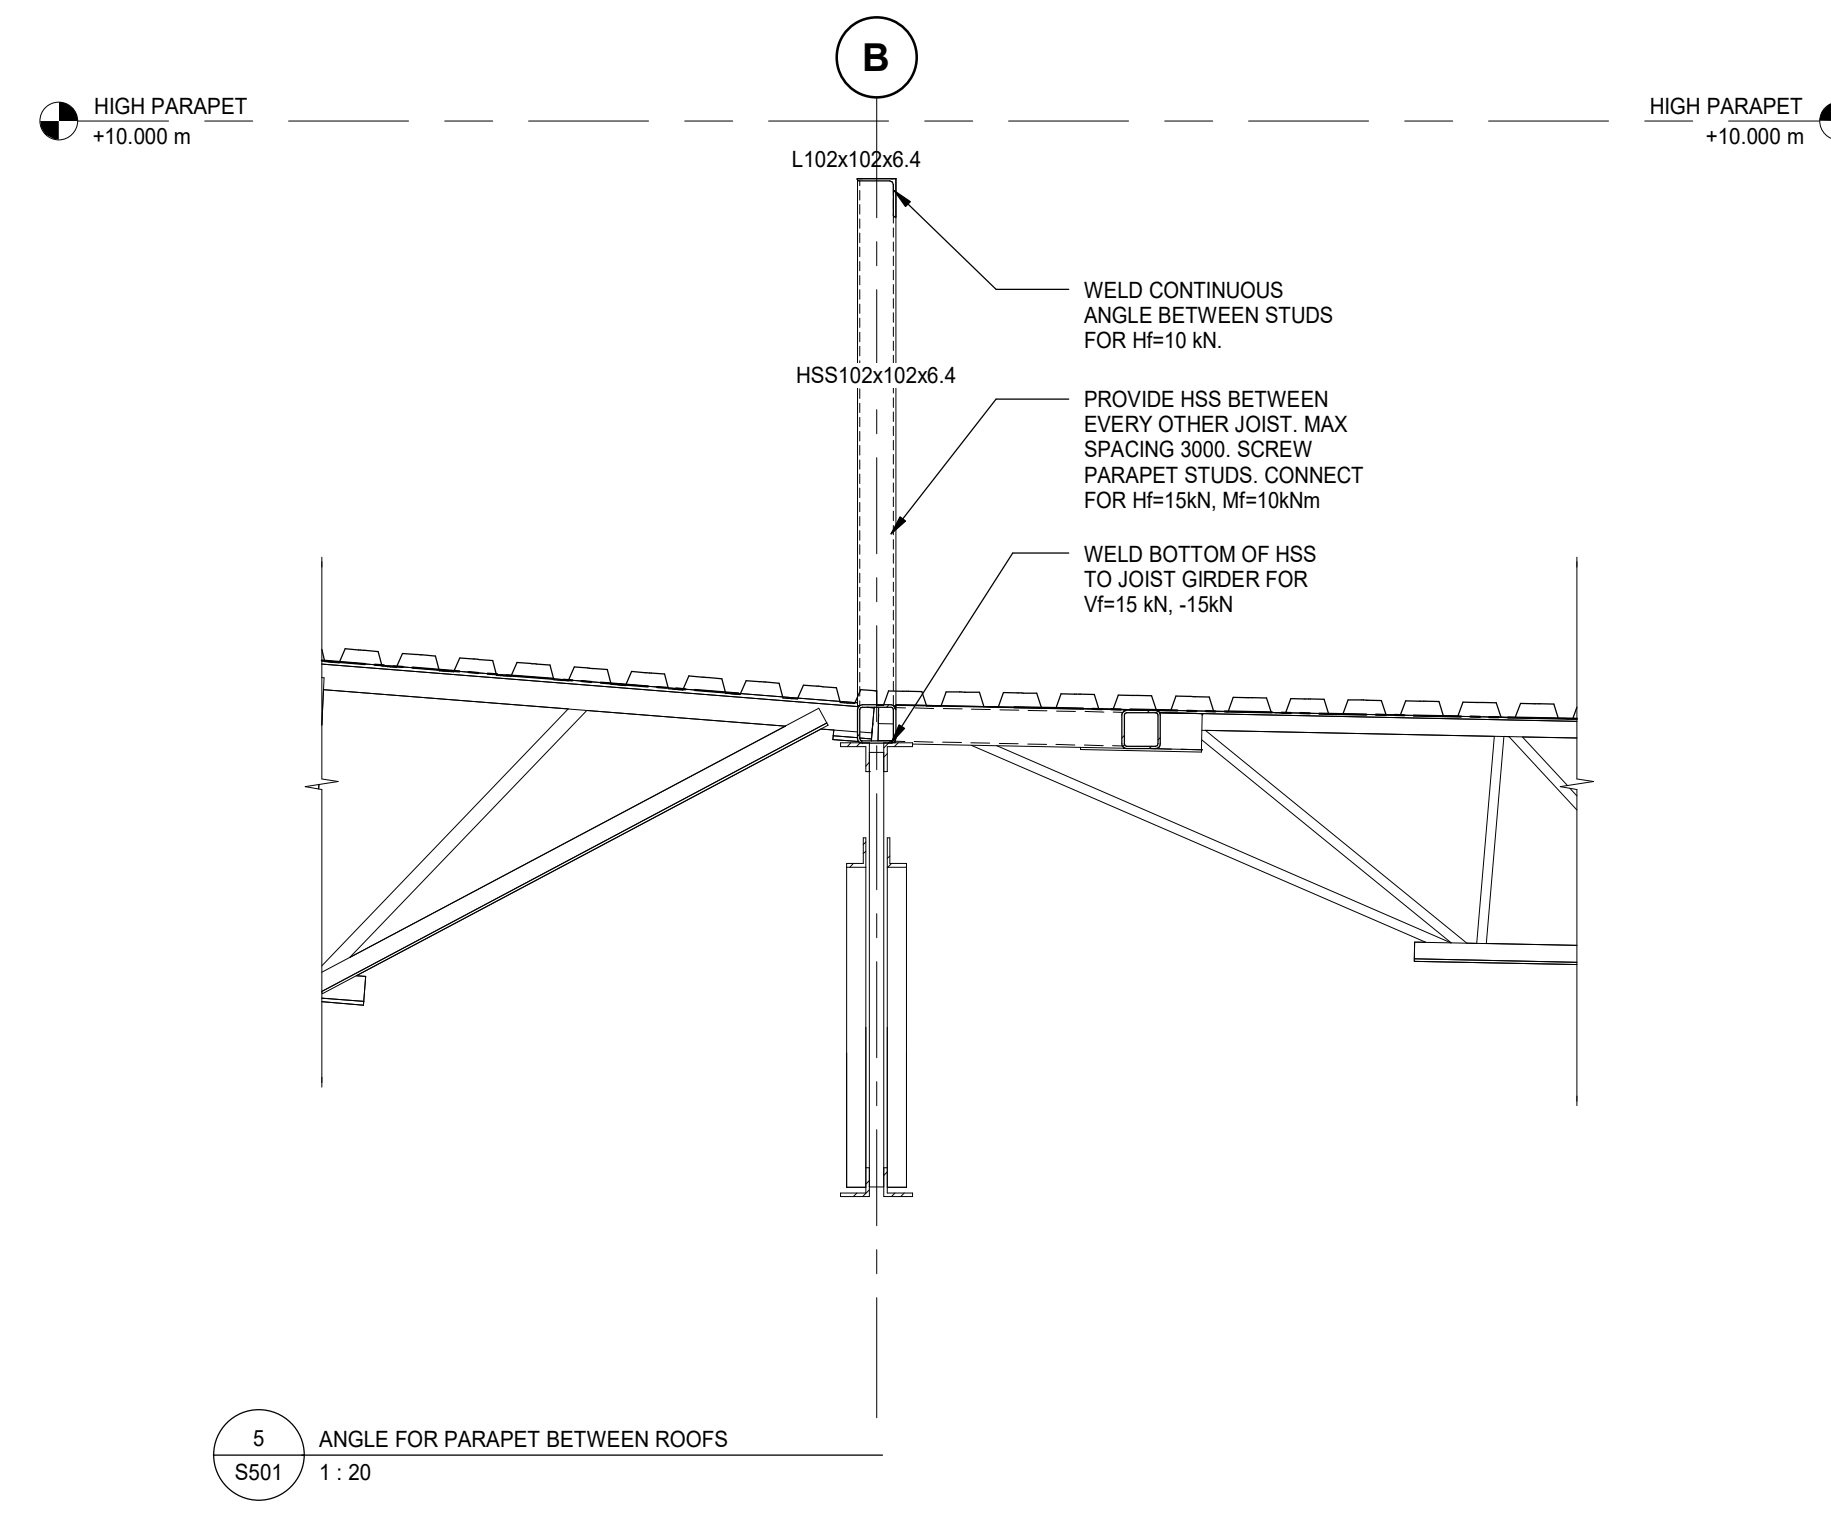 B
HIGH PARAPET
+10.000 m
HIGH PARAPET
+10.000 m
L102x102x6.4
WELD CONTINUOUS
ANGLE BETWEEN STUDS
FOR Hf=10 kN.
HSS102x102x6.4
PROVIDE HSS BETWEEN
EVERY OTHER JOIST. MAX
SPACING 3000. SCREW
PARAPET STUDS. CONNECT
FOR Hf=15kN, Mf=10kNm
WELD BOTTOM OF HSS
TO JOIST GIRDER FOR
Vf=15 kN, -15kN
5
ANGLE FOR PARAPET BETWEEN ROOFS
S501
1 : 20